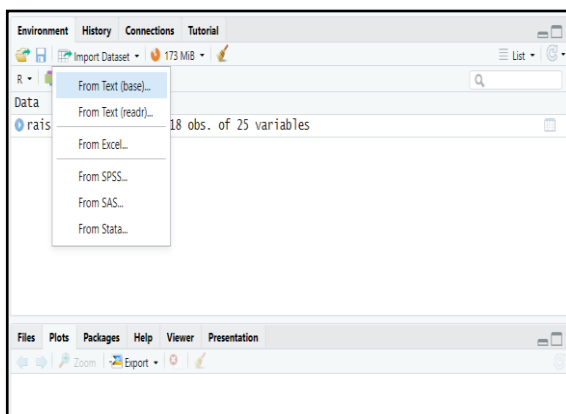 Environment History Connections Tutorial
Import Dataset 173 MiB List
R
From Text (base)...
Data
From Text (readr)...
rais 18 obs. of 25 variables
From Excel...
From SPSS...
From SAS...
From Stata...
Files Plots Packages Help Viewer Presentation
Zoom Export